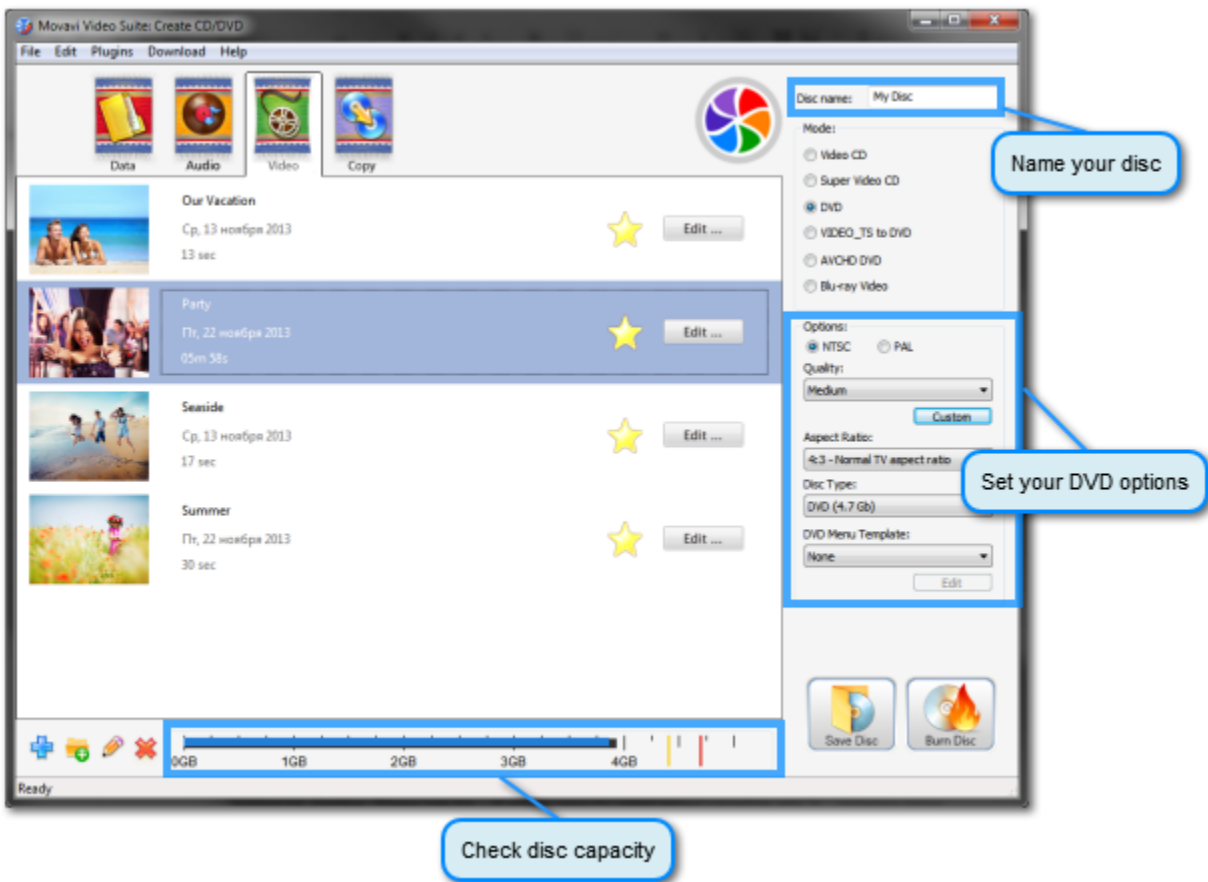 Movavi Video Suite: Create CD/DVD
File Edit Plugins Download Help
Data Audio Video Copy
Disc name: My Disc
Name your disc
Mode:
Video CD
Super Video CD
DVD
VIDEO_TS to DVD
AVCHD DVD
Blu-ray Video
Our Vacation
Ср, 13 ноября 2013
13 sec
Edit ...
Party
Пт, 22 ноября 2013
05m 58s
Edit ...
Seaside
Ср, 13 ноября 2013
17 sec
Edit ...
Summer
Пт, 22 ноября 2013
30 sec
Edit ...
Options:
NTSC PAL
Quality:
Medium
Custom
Aspect Ratio:
4:3 - Normal TV aspect ratio
Disc Type:
DVD (4.7 Gb)
DVD Menu Template:
None
Edit
Set your DVD options
Save Disc Burn Disc
0GB 1GB 2GB 3GB 4GB
Ready
Check disc capacity